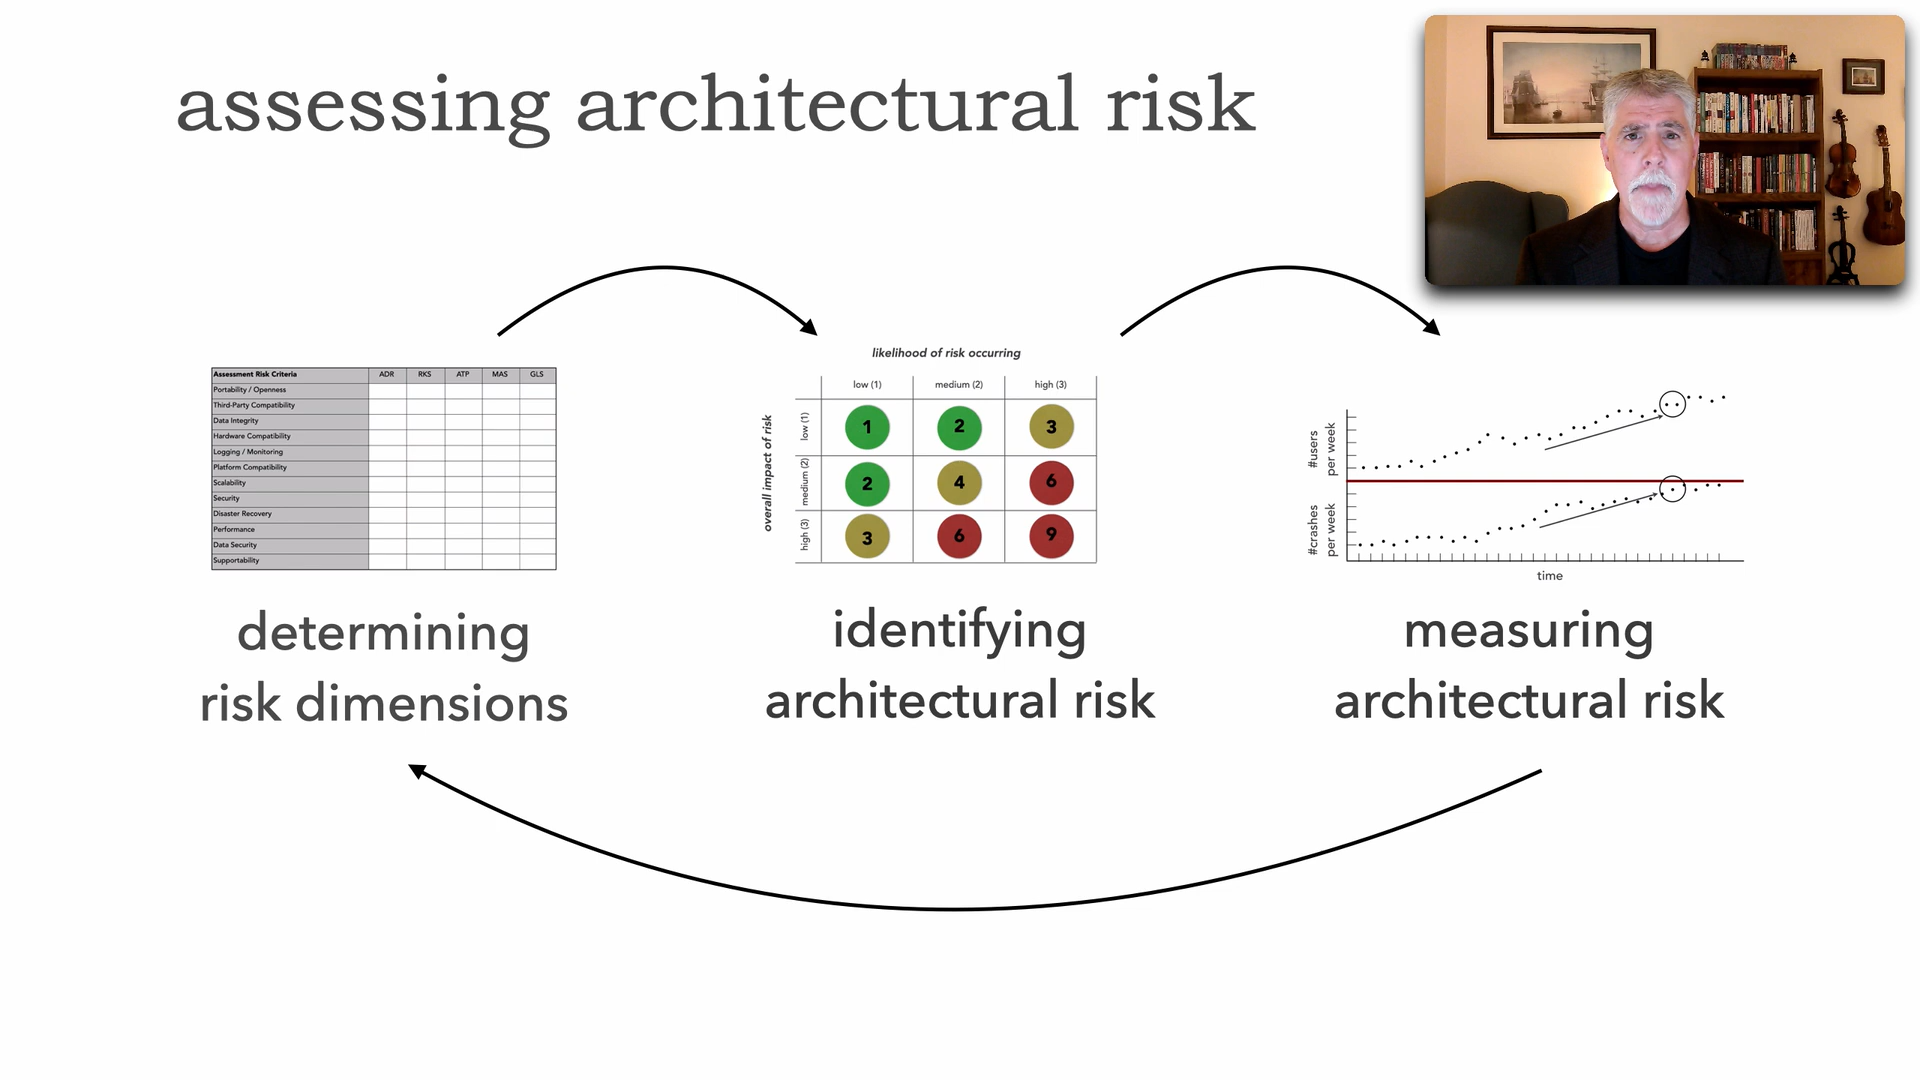 assessing architectural risk
Assessment Risk Criteria ADR RKS ATP MAS GLS
Portability / Openness
Third-Party Compatibility
Data Integrity
Hardware Compatibility
Logging / Monitoring
Platform Compatibility
Scalability
Security
Disaster Recovery
Performance
Data Security
Supportability
determining
risk dimensions
likelihood of risk occurring
low (1) medium (2) high (3)
overall impact of risk
low (1) 1 2 3
medium (2) 2 4 6
high (3) 3 6 9
identifying
architectural risk
#users
per week
#crashes
per week
time
measuring
architectural risk